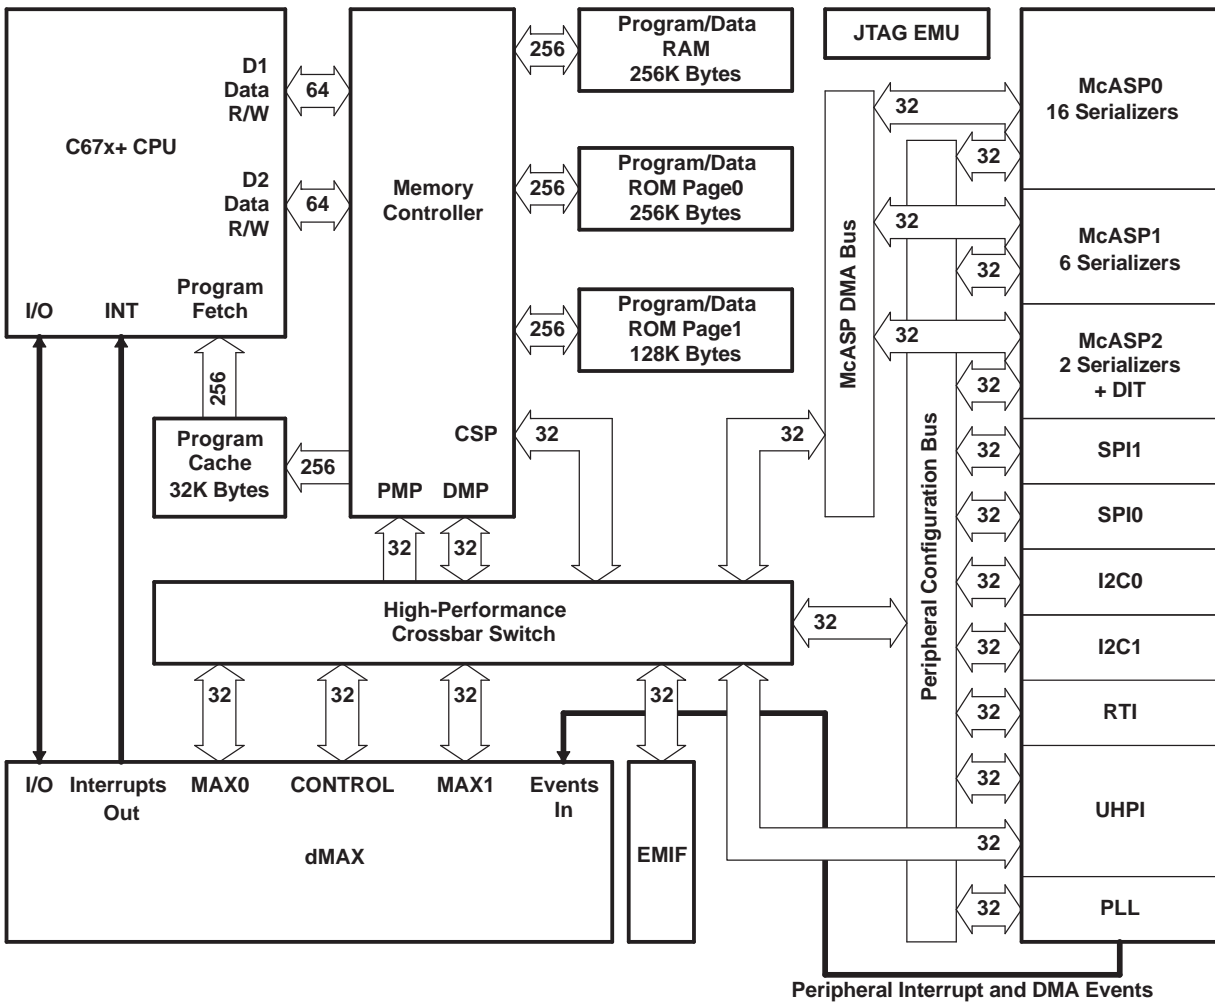 D1
Data
R/W
64
C67x+ CPU
D2
Data
R/W
64
I/O
INT
Program
Fetch
256
Program
Cache
32K Bytes
256
Memory
Controller
CSP
PMP
DMP
32
32
32
256
Program/Data
RAM
256K Bytes
256
Program/Data
ROM Page0
256K Bytes
256
Program/Data
ROM Page1
128K Bytes
JTAG EMU
McASP DMA Bus
32
Peripheral Configuration Bus
32
32
McASP0
16 Serializers
32
32
McASP1
6 Serializers
32
32
McASP2
2 Serializers
+ DIT
32
32
SPI1
32
SPI0
32
I2C0
32
I2C1
32
RTI
32
UHPI
32
32
PLL
32
High-Performance
Crossbar Switch
32
32
32
32
I/O
Interrupts
Out
MAX0
CONTROL
MAX1
Events
In
dMAX
EMIF
Peripheral Interrupt and DMA Events